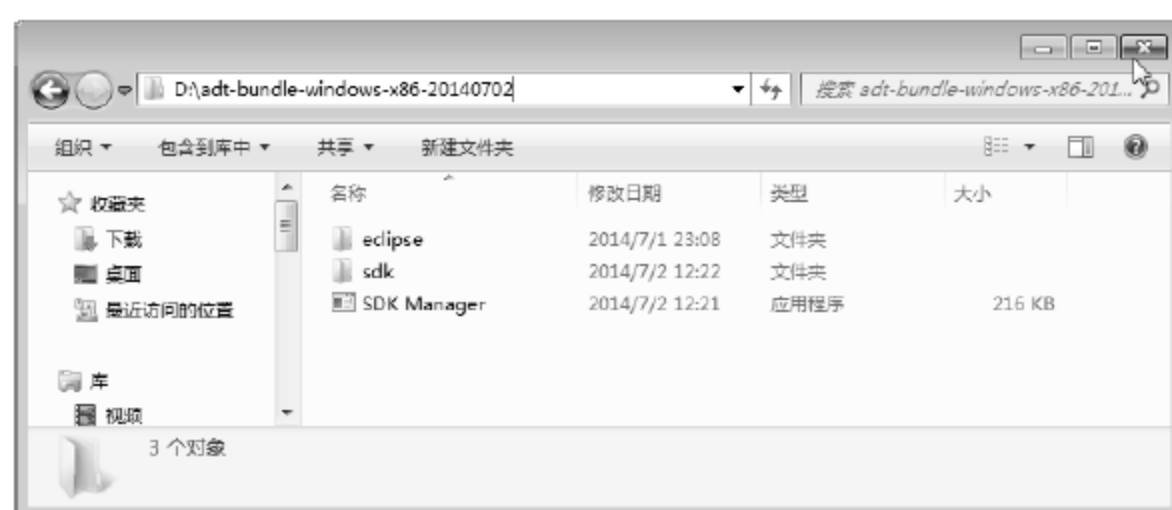 D:\adt-bundle-windows-x86-20140702
搜索 adt-bundle-windows-x86-201...
组织 包含到库中 共享 新建文件夹
收藏夹
下载
桌面
最近访问的位置
库
视频
名称 修改日期 类型 大小
eclipse 2014/7/1 23:08 文件夹
sdk 2014/7/2 12:22 文件夹
SDK Manager 2014/7/2 12:21 应用程序 216 KB
3 个对象